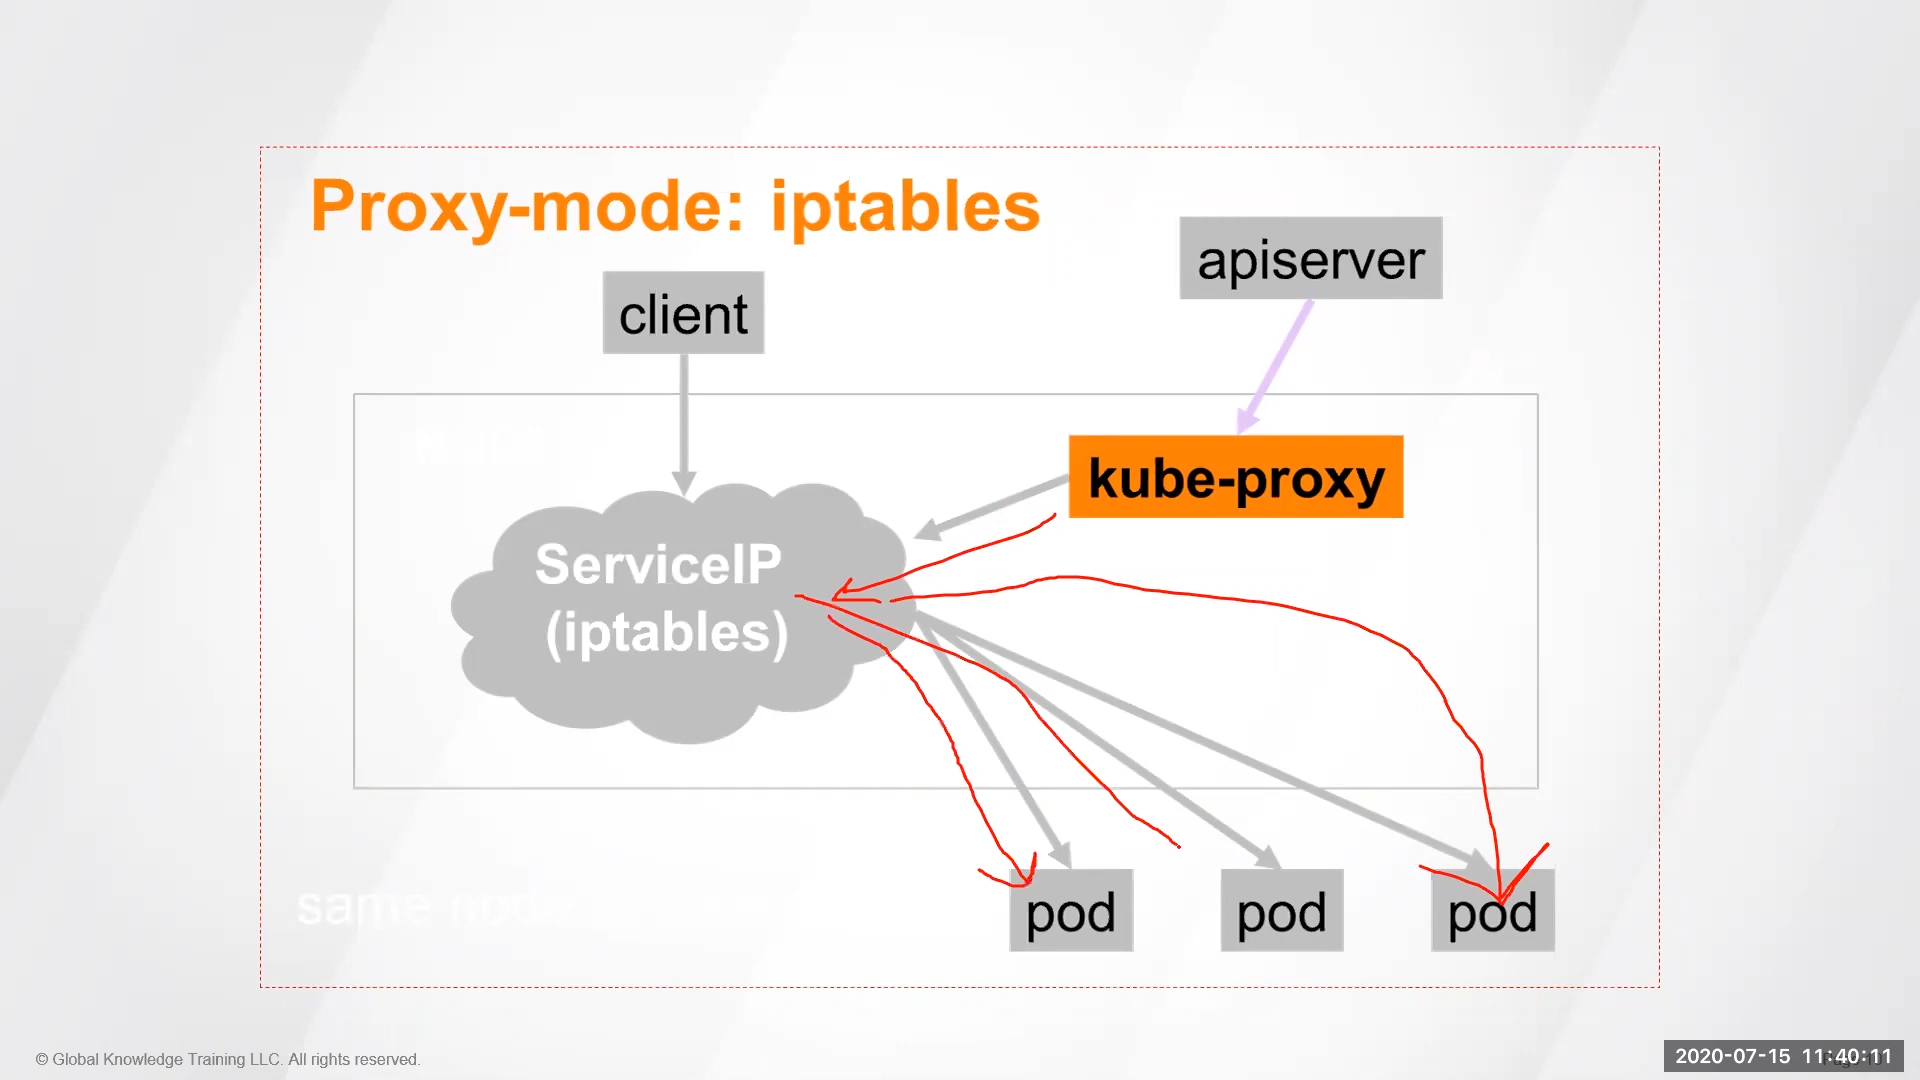 Proxy-mode: iptables
apiserver
client
kube-proxy
ServiceIP
(iptables)
same
pod
pod
pod
© Global Knowledge Training LLC. All rights reserved.
2020-07-15 11:40:11